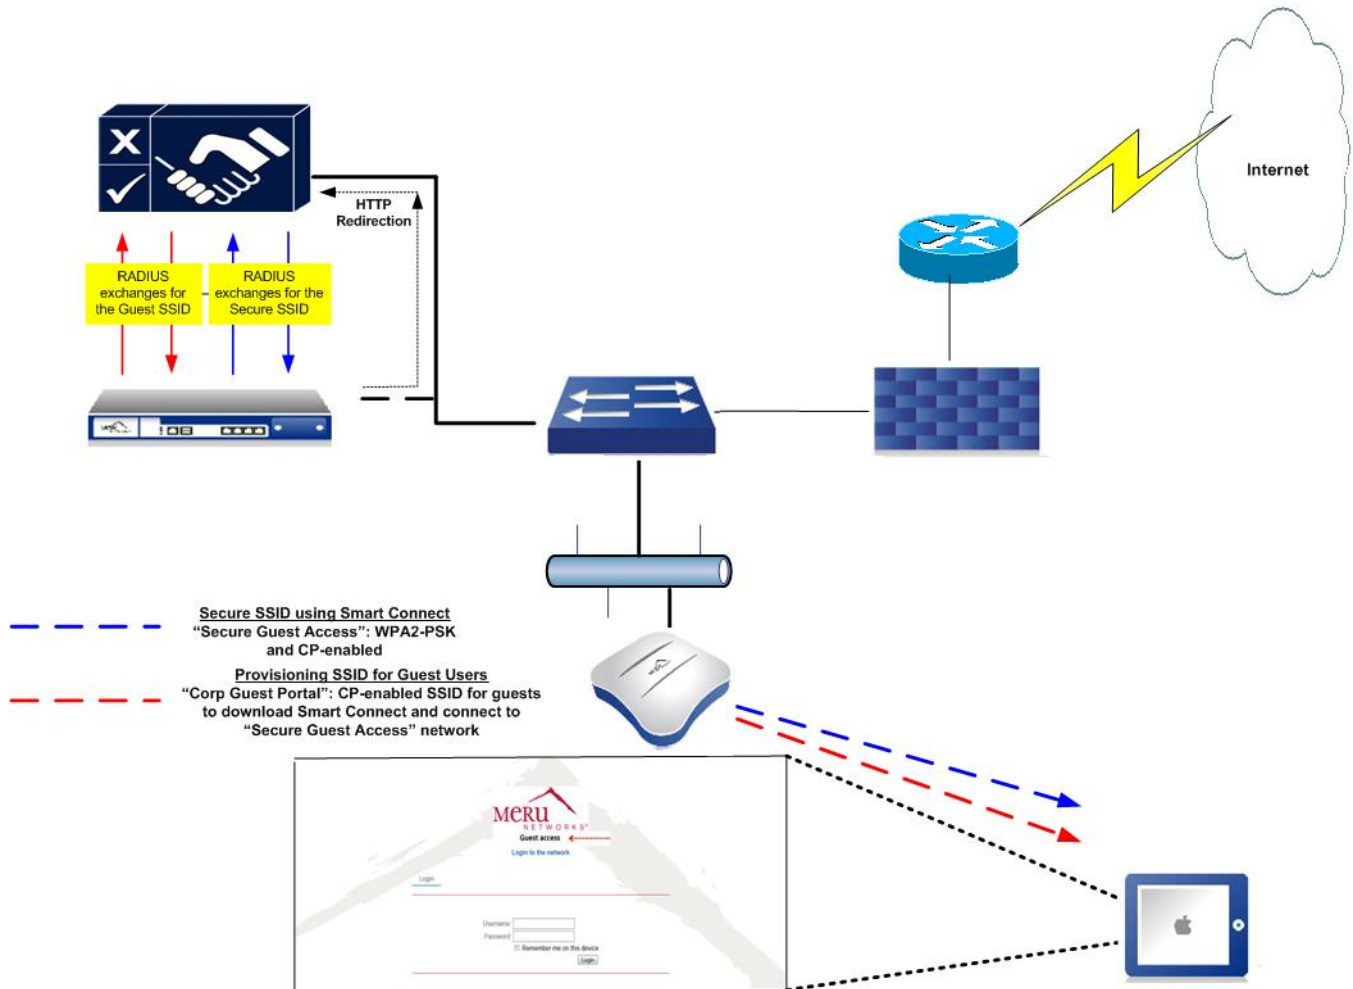 Internet
HTTP
Redirection
RADIUS
exchanges for
the Guest SSID
RADIUS
exchanges for the
Secure SSID
Secure SSID using Smart Connect
“Secure Guest Access”: WPA2-PSK
and CP-enabled
Provisioning SSID for Guest Users
“Corp Guest Portal”: CP-enabled SSID for guests
to download Smart Connect and connect to
“Secure Guest Access” network
MERU
NETWORKS®
Guest access
Login to the network
Login
Username
Password
Remember me on this device
Login